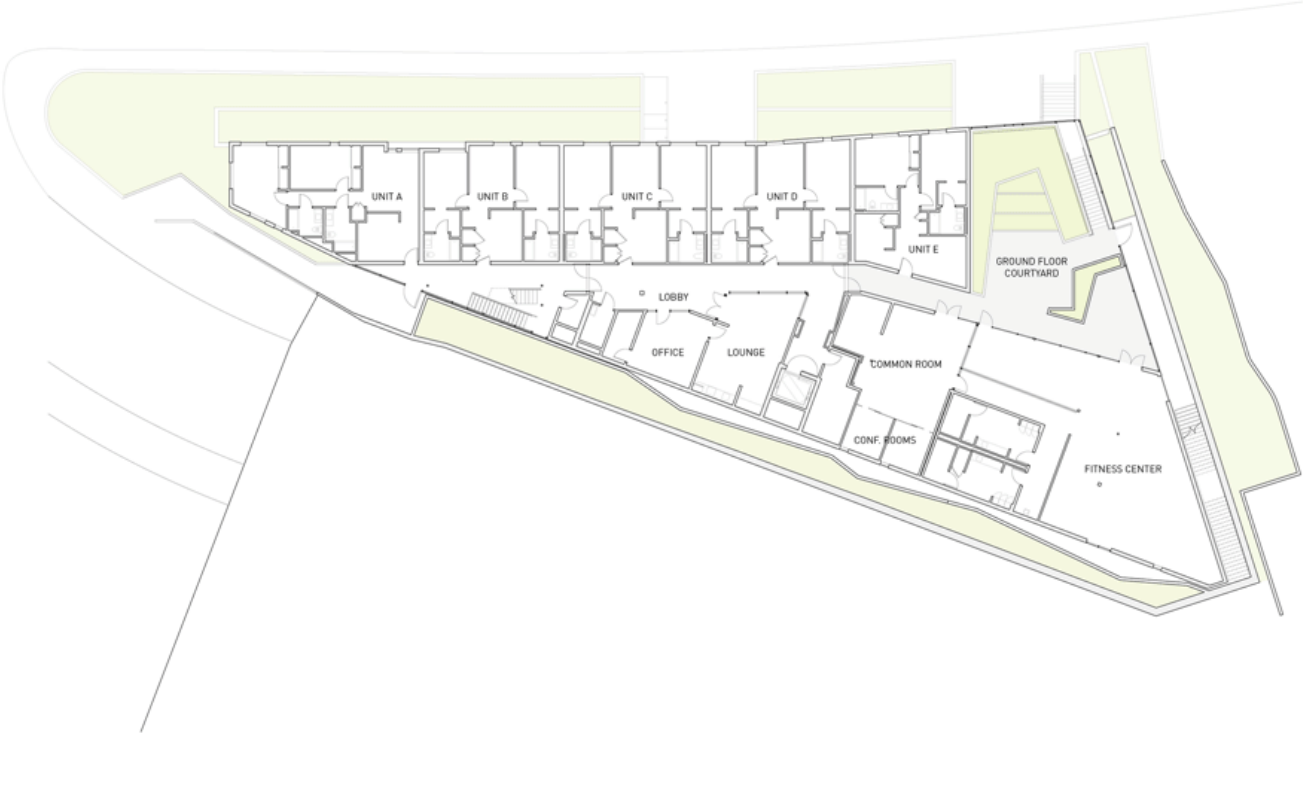 UNIT A
UNIT B
UNIT C
UNIT D
UNIT E
GROUND FLOOR
COURTYARD
LOBBY
OFFICE
LOUNGE
COMMON ROOM
CONF. ROOMS
FITNESS CENTER